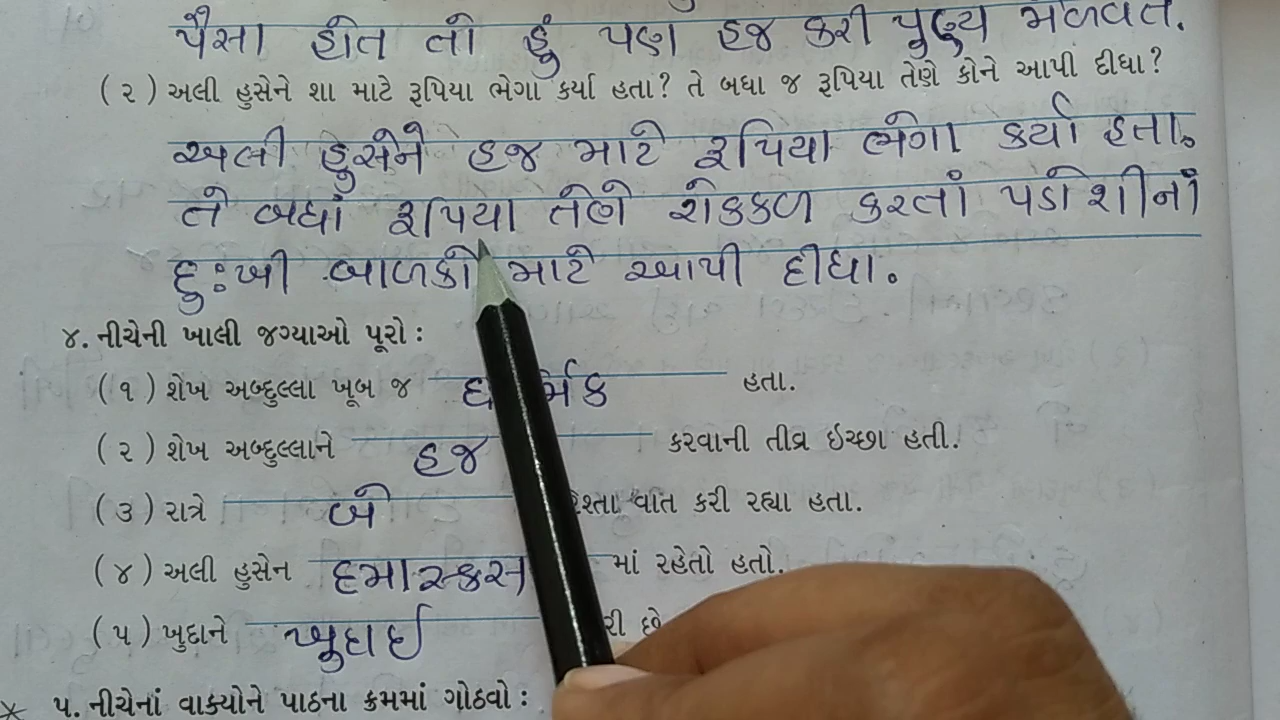 પૈસા હોત તો હું પણ હજ કરી પુણ્ય મેળવત.
(૨) અલી હુસેને શા માટે રૂપિયા ભેગા કર્યા હતા? તે બધા જ રૂપિયા તેણે કોને આપી દીધા?
અલી હુસેને હજ માટે રૂપિયા ભેગા કર્યા હતા.
તે બધાં રૂપિયા તેણે રોકકળ કરતાં પડોશીનાં
દુઃખી બાળકો માટે આપી દીધા.
૪. નીચેની ખાલી જગ્યાઓ પૂરો :
(૧) શેખ અબ્દુલ્લા ખૂબ જ હતા.
(૨) શેખ અબ્દુલ્લાને હજ કરવાની તીવ્ર ઇચ્છા હતી.
(૩) રાત્રે બે વાત કરી રહ્યા હતા.
(૪) અલી હુસેન દમાસ્કસ માં રહેતો હતો.
(૫) ખુદાને ખુદાઈ છે
* ૫. નીચેનાં વાક્યોને પાઠના ક્રમમાં ગોઠવો :